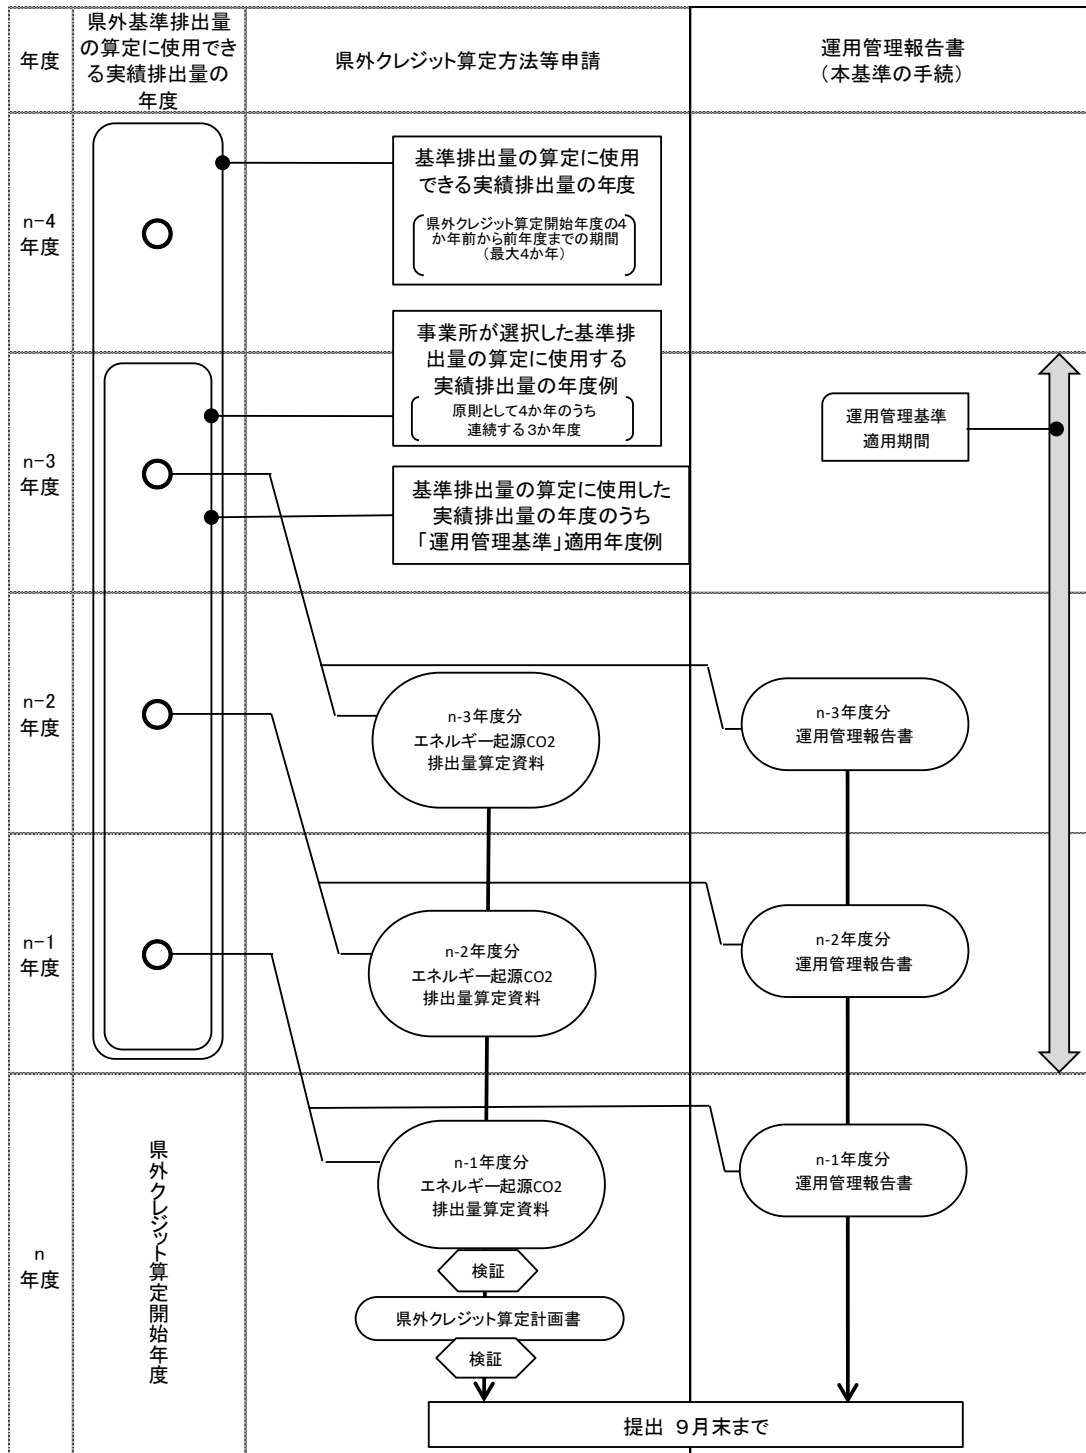 年度
県外基準排出量
の算定に使用でき
る実績排出量の
年度
県外クレジット算定方法等申請
運用管理報告書
（本基準の手続）
n-4
年度
基準排出量の算定に使用
できる実績排出量の年度
県外クレジット算定開始年度の4
か年前から前年度までの期間
（最大4か年）
事業所が選択した基準排
出量の算定に使用する
実績排出量の年度例
原則として4か年のうち
連続する3か年度
n-3
年度
運用管理基準
適用期間
基準排出量の算定に使用した
実績排出量の年度のうち
「運用管理基準」適用年度例
n-2
年度
n-3年度分
エネルギー起源CO2
排出量算定資料
n-3年度分
運用管理報告書
n-1
年度
n-2年度分
エネルギー起源CO2
排出量算定資料
n-2年度分
運用管理報告書
n
年度
県外クレジット算定開始年度
n-1年度分
エネルギー起源CO2
排出量算定資料
n-1年度分
運用管理報告書
検証
県外クレジット算定計画書
検証
提出 9月末まで